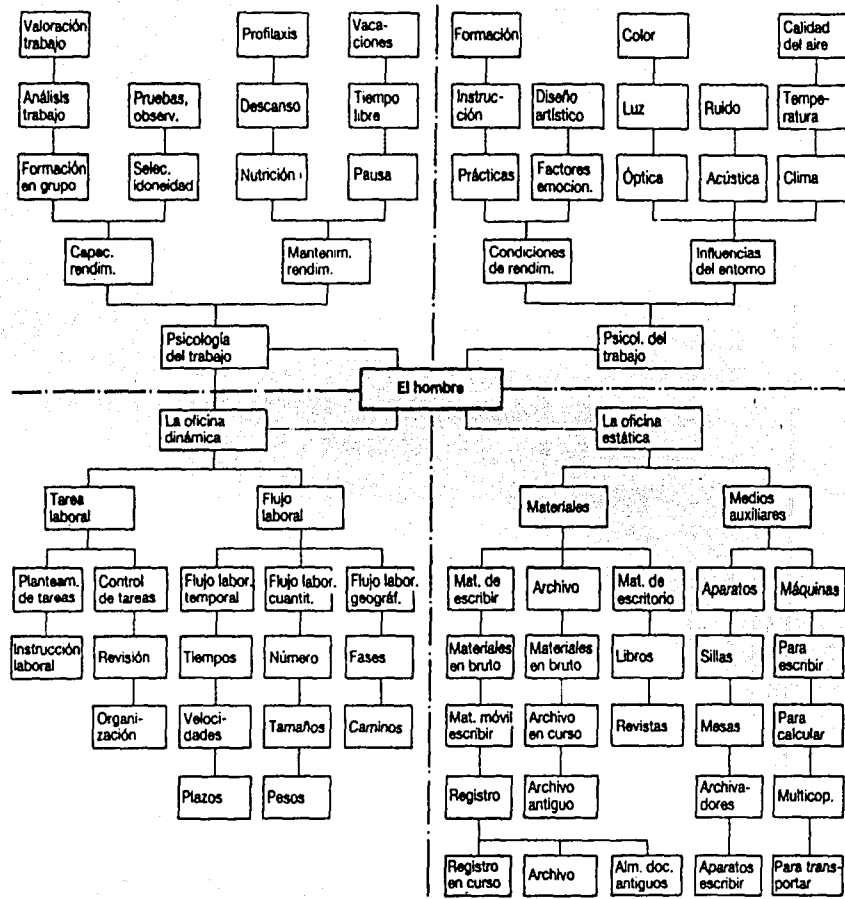 Valoración
trabajo
Profilaxis
Vaca-
ciones
Formación
Color
Calidad
del aire
Análisis
trabajo
Pruebas,
observ.
Descanso
Tiempo
libre
Instruc-
ción
Diseño
artístico
Luz
Ruido
Tempe-
ratura
Formación
en grupo
Selec.
idoneidad
Nutrición
Pausa
Prácticas
Factores
emocion.
Óptica
Acústica
Clima
Capac.
rendim.
Mantenim.
rendim.
Condiciones
de rendim.
Influencias
del entorno
Psicología
del trabajo
Psicol. del
trabajo
El hombre
La oficina
dinámica
La oficina
estática
Tarea
laboral
Flujo
laboral
Materiales
Medios
auxiliares
Planteam.
de tareas
Control
de tareas
Flujo labor.
temporal
Flujo labor.
cuantit.
Flujo labor.
geográf.
Mat. de
escribir
Archivo
Mat. de
escritorio
Aparatos
Máquinas
Instrucción
laboral
Revisión
Tiempos
Número
Fases
Materiales
en bruto
Materiales
en bruto
Libros
Sillas
Para
escribir
Organi-
zación
Veloci-
dades
Tamaños
Caminos
Mat. móvil
escribir
Archivo
en curso
Revistas
Mesas
Para
calcular
Plazos
Pesos
Registro
Archivo
antiguo
Archiva-
dores
Multicop.
Registro
en curso
Archivo
Alm. doc.
antiguos
Aparatos
escribir
Para trans-
portar